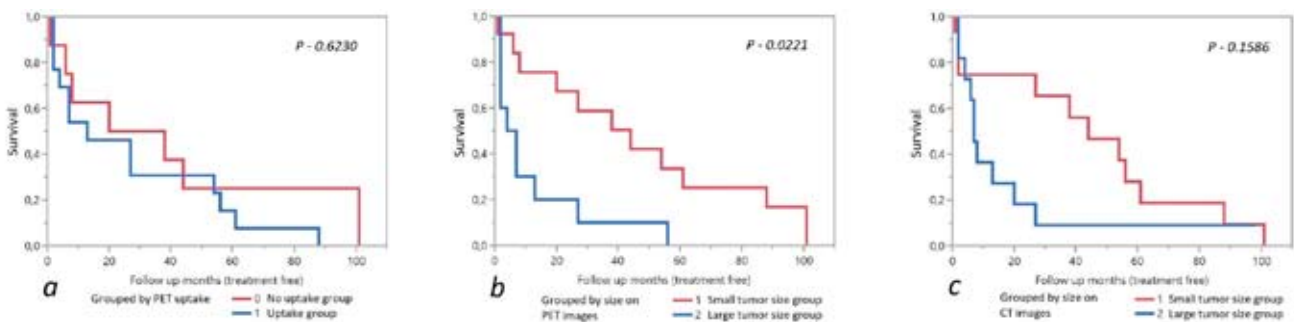 1,0
0,8
0,6
0,4
0,2
0,0
Survival
P - 0.6230
0 20 40 60 80 100
Follow up months (treatment free)
a
Grouped by PET uptake
0 No uptake group
1 Uptake group
1,0
0,8
0,6
0,4
0,2
0,0
Survival
P - 0.0221
0 20 40 60 80 100
Follow up months (treatment free)
b
Grouped by size on
PET images
1 Small tumor size group
2 Large tumor size group
1,0
0,8
0,6
0,4
0,2
0,0
Survival
P - 0.1586
0 20 40 60 80 100
Follow up months (treatment free)
c
Grouped by size on
CT images
1 Small tumor size group
2 Large tumor size group